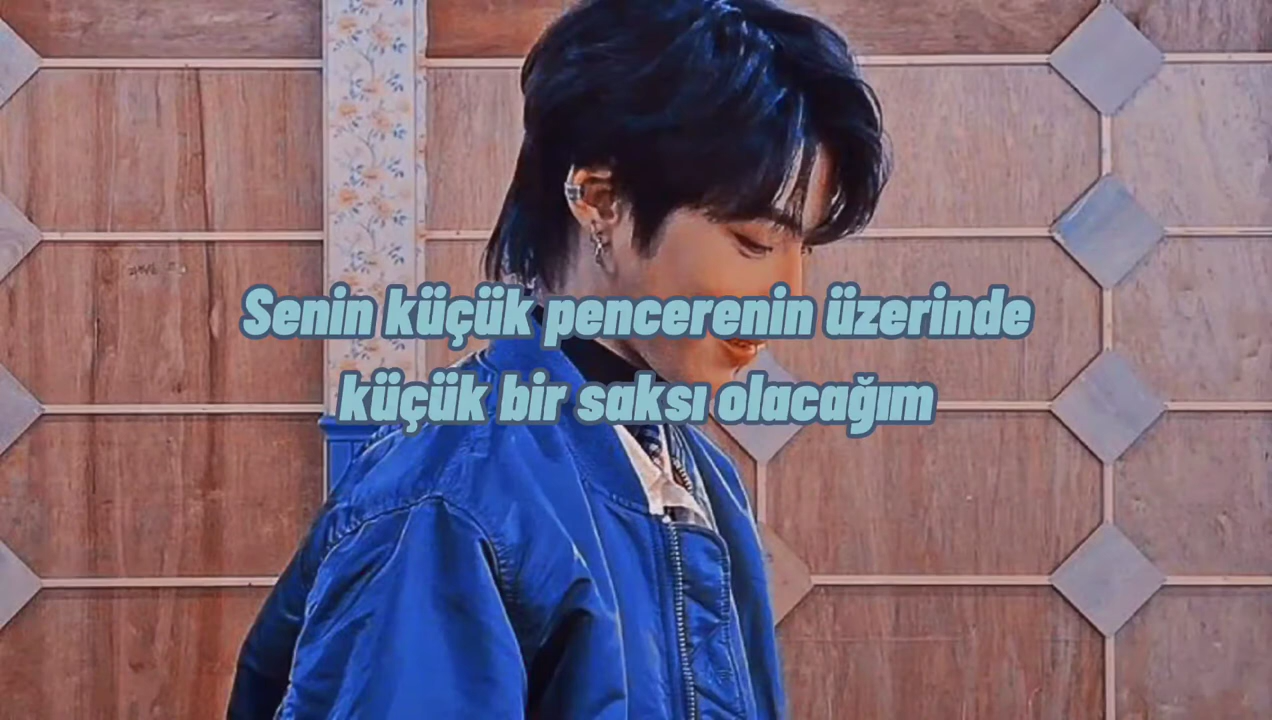 Senin küçük pencerenin üzerinde
küçük bir saksı olacağım